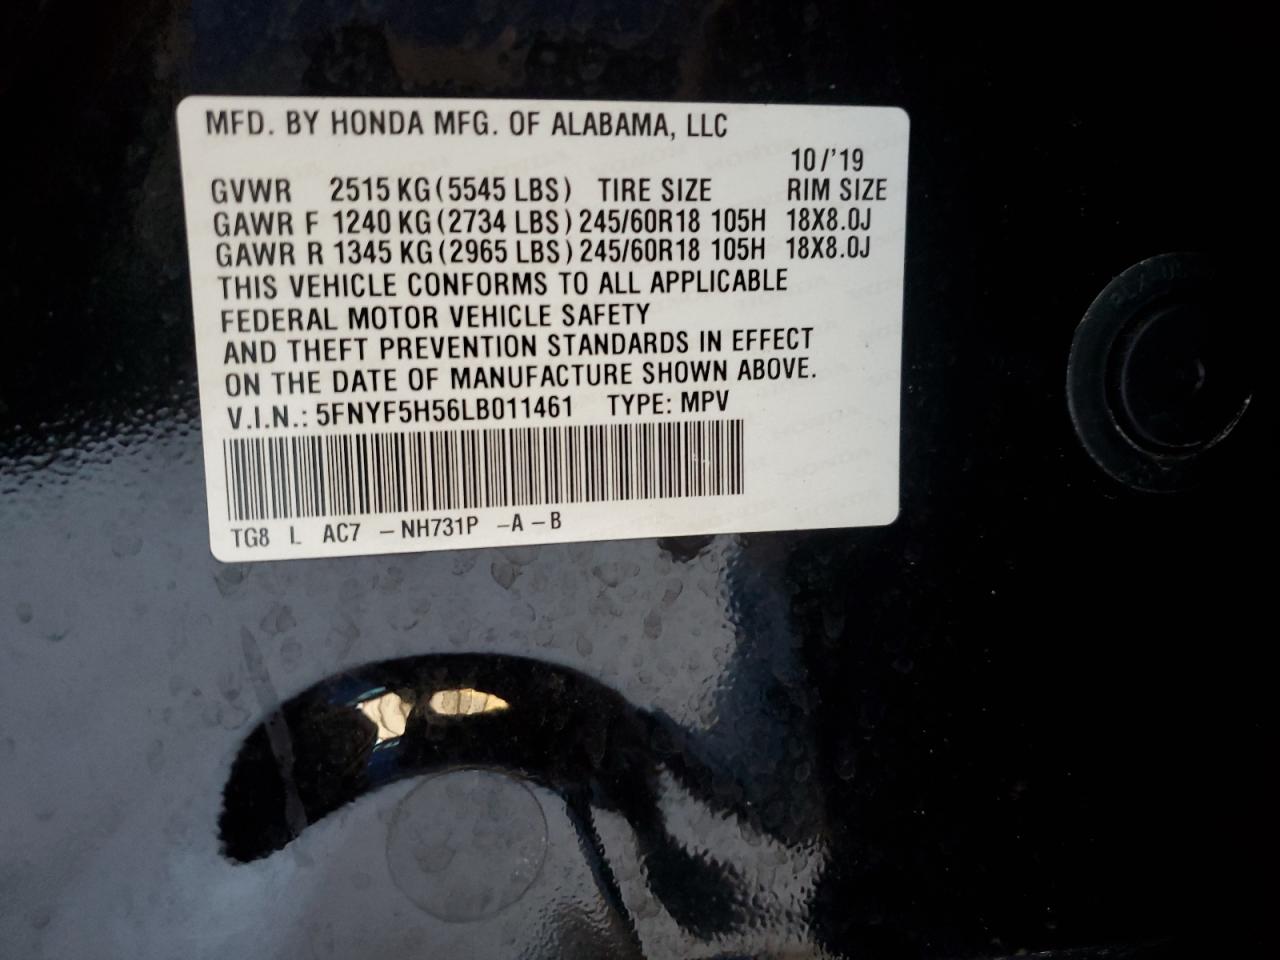 MFD. BY HONDA MFG. OF ALABAMA, LLC
10/'19
GVWR 2515 KG (5545 LBS) TIRE SIZE RIM SIZE
GAWR F 1240 KG (2734 LBS) 245/60R18 105H 18X8.0J
GAWR R 1345 KG (2965 LBS) 245/60R18 105H 18X8.0J
THIS VEHICLE CONFORMS TO ALL APPLICABLE
FEDERAL MOTOR VEHICLE SAFETY
AND THEFT PREVENTION STANDARDS IN EFFECT
ON THE DATE OF MANUFACTURE SHOWN ABOVE.
V.I.N.: 5FNYF5H56LB011461 TYPE: MPV
TG8 L AC7 - NH731P - A - B